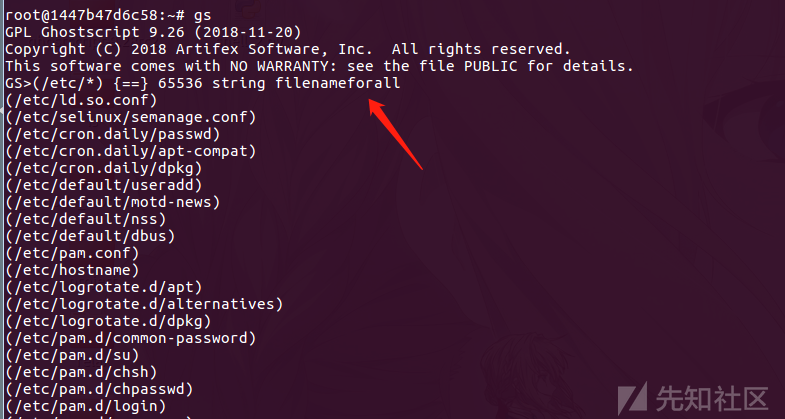 root@1447b47d6c58:~# gs
GPL Ghostscript 9.26 (2018-11-20)
Copyright (C) 2018 Artifex Software, Inc.  All rights reserved.
This software comes with NO WARRANTY: see the file PUBLIC for details.
GS>(/etc/*) {==} 65536 string filenameforall
(/etc/ld.so.conf)
(/etc/selinux/semanage.conf)
(/etc/cron.daily/passwd)
(/etc/cron.daily/apt-compat)
(/etc/cron.daily/dpkg)
(/etc/default/useradd)
(/etc/default/motd-news)
(/etc/default/nss)
(/etc/default/dbus)
(/etc/pam.conf)
(/etc/hostname)
(/etc/logrotate.d/apt)
(/etc/logrotate.d/alternatives)
(/etc/logrotate.d/dpkg)
(/etc/pam.d/common-password)
(/etc/pam.d/su)
(/etc/pam.d/chsh)
(/etc/pam.d/chpasswd)
(/etc/pam.d/login)
先知社区